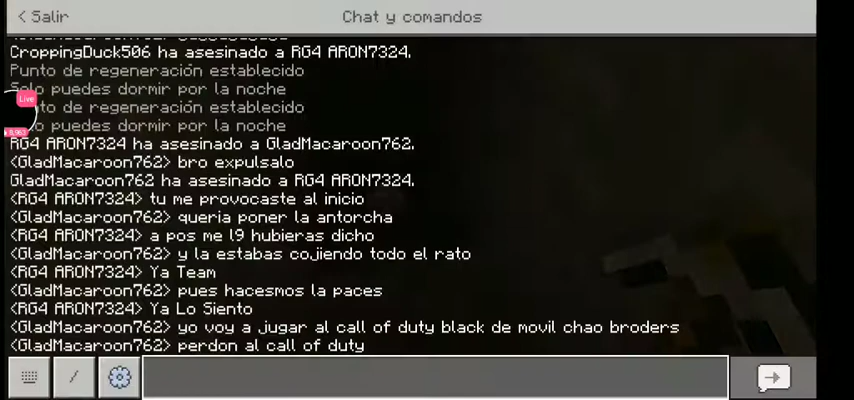 < Salir
Chat y comandos
CroppingDuck506 ha asesinado a RG4 ARON7324.
Punto de regeneración establecido
Solo puedes dormir por la noche
Live
Punto de regeneración establecido
Solo puedes dormir por la noche
RG4 ARON7324 ha asesinado a GladMacaroon762.
<GladMacaroon762> bro expulsalo
GladMacaroon762 ha asesinado a RG4 ARON7324.
<RG4 ARON7324> tu me provocaste al inicio
<GladMacaroon762> queria poner la antorcha
<RG4 ARON7324> a pos me l9 hubieras dicho
<GladMacaroon762> y la estabas cojiendo todo el rato
<RG4 ARON7324> Ya Team
<GladMacaroon762> pues hacesmos la paces
<RG4 ARON7324> Ya Lo Siento
<GladMacaroon762> yo voy a jugar al call of duty black de movil chao broders
<GladMacaroon762> perdon al call of duty
/